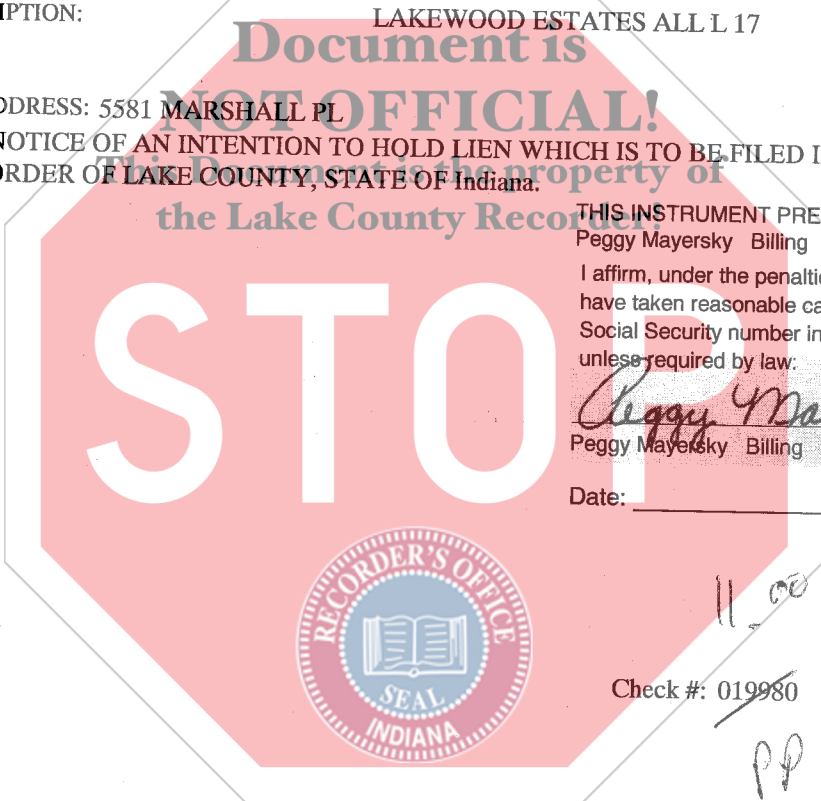 IPTION:
LAKEWOOD ESTATES ALL L 17
Document is
DDRESS: 5581 MARSHALL PL
NOT OFFICIAL!
NOTICE OF AN INTENTION TO HOLD LIEN WHICH IS TO BE FILED I
ORDER OF LAKE COUNTY, STATE OF Indiana.
This Document is the property of
the Lake County Recorder!
THIS INSTRUMENT PRE
Peggy Mayersky Billing
I affirm, under the penaltie
have taken reasonable ca
Social Security number in
unless required by law:
STOP
Peggy Ma
Peggy Mayersky Billing
Date:
RECORDER'S OFFICE
SEAL
INDIANA
11.00
Check #: 019980
PP